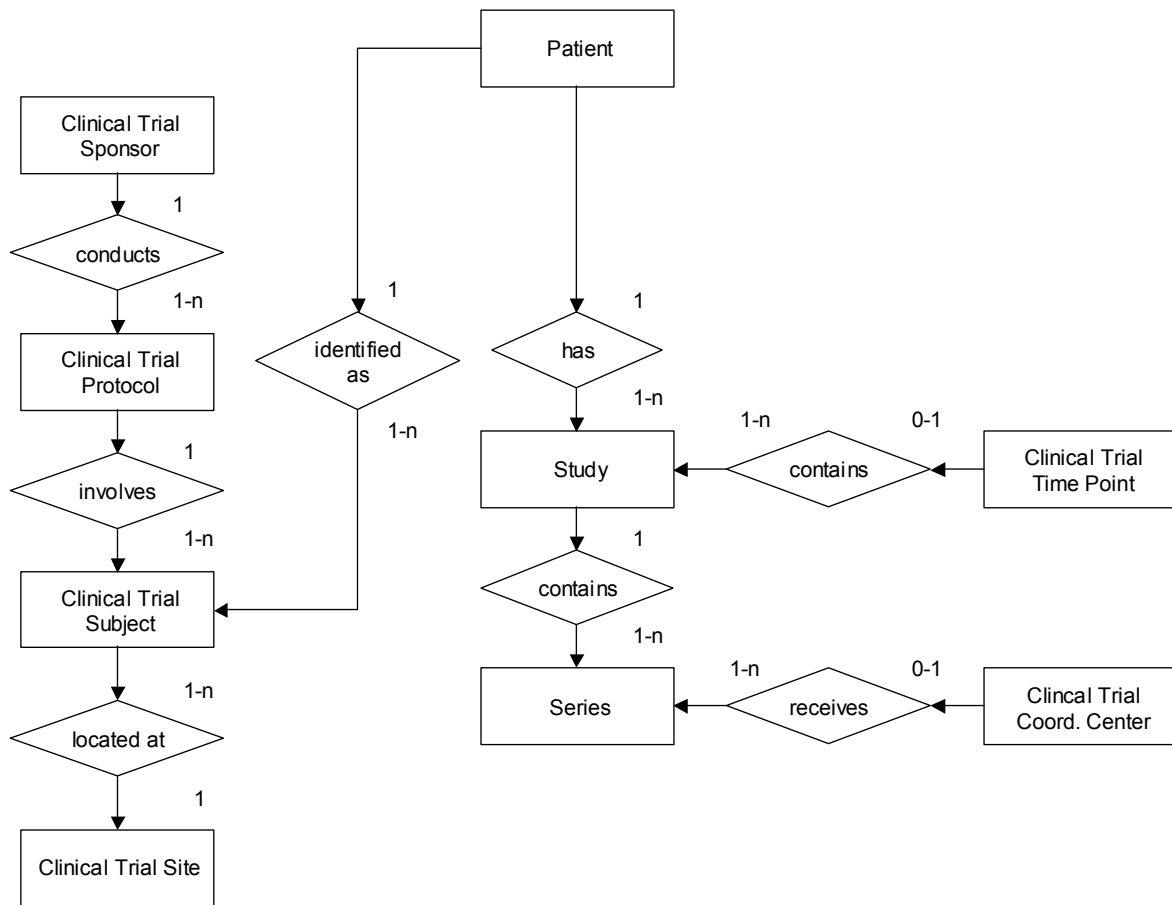 Patient
Clinical Trial
Sponsor
1
conducts
1-n
1
1
Clinical Trial
Protocol
identified
as
has
1-n
1-n
1-n
0-1
1
Study
contains
Clinical Trial
Time Point
involves
1-n
1
contains
Clinical Trial
Subject
1-n
1-n
0-1
1-n
Series
receives
Clincal Trial
Coord. Center
located at
1
Clinical Trial Site